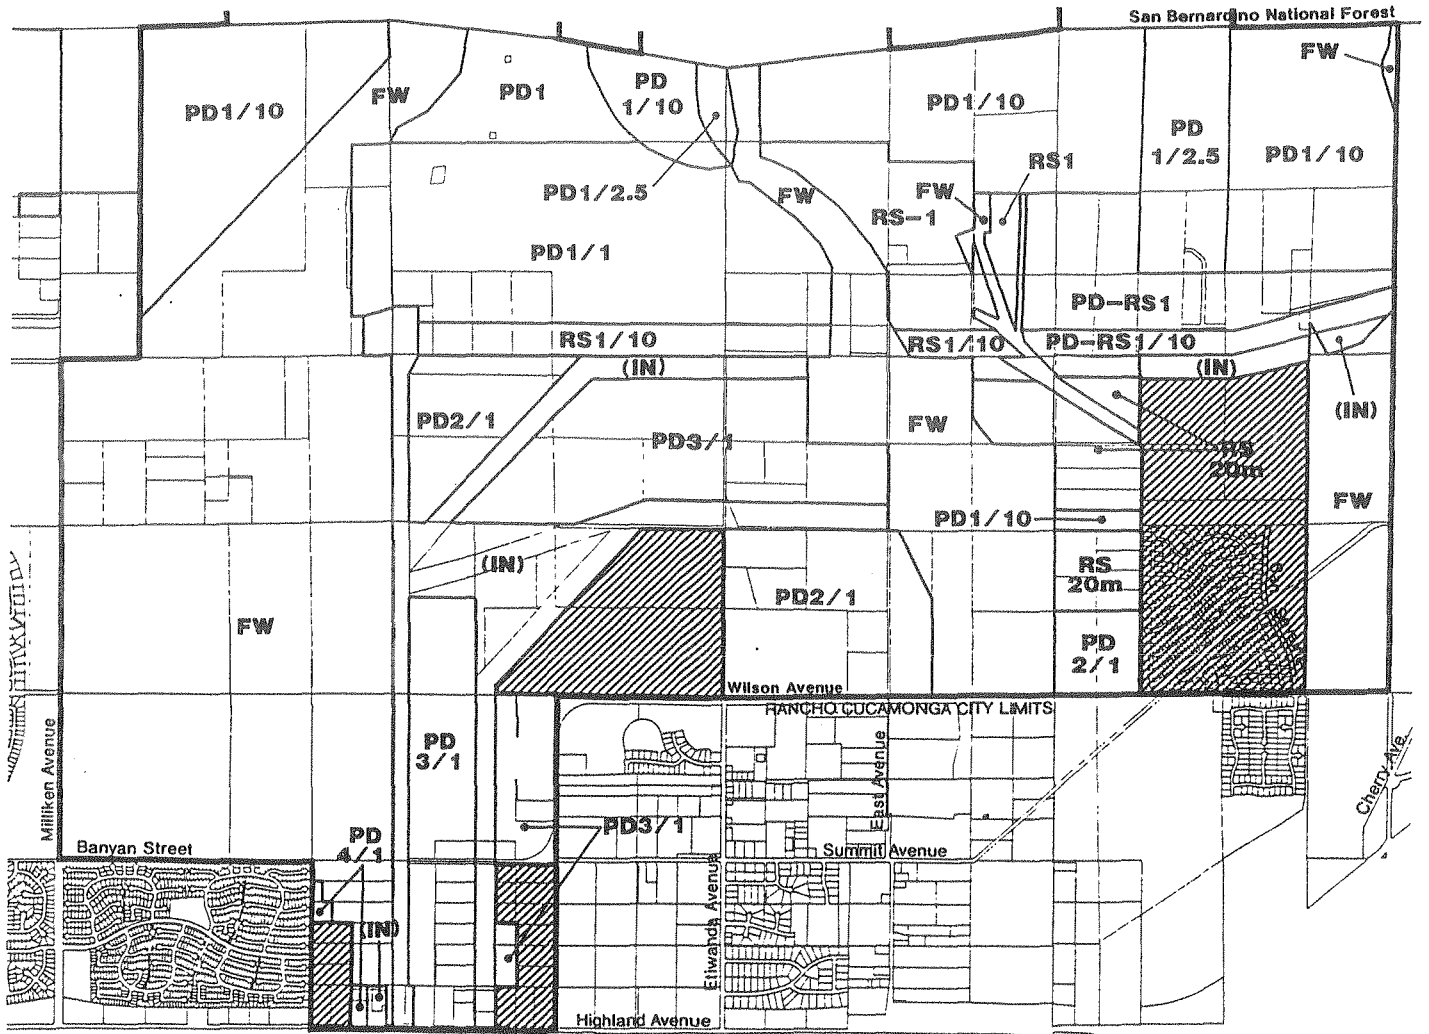 San Bernardino National Forest
FW
PD1/10
FW
PD1
PD
1/10
PD1/10
PD
1/2.5
PD1/10
RS1
PD1/2.5
FW
FW
RS-1
PD1/1
PD-RS1
RS1/10
RS1/10
PD-RS1/10
(IN)
(IN)
(IN)
PD2/1
PD3/1
FW
RS
20m
FW
PD1/10
(IN)
RS
20m
PD2/1
FW
PD
2/1
Wilson Avenue
RANCHO CUCAMONGA CITY LIMITS
PD
3/1
Milliken Avenue
East Avenue
Cherry Ave.
PD3/1
PD
4/1
Banyan Street
Summit Avenue
Etiwanda Avenue
(IN)
Highland Avenue